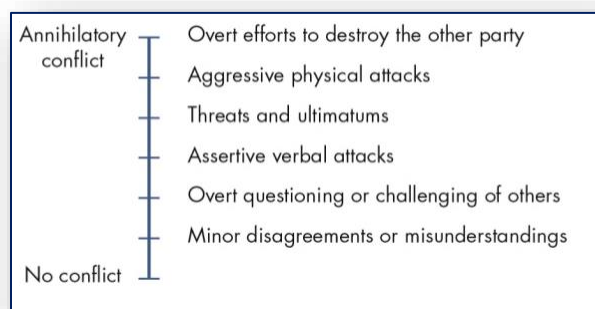 Annihilatory
conflict
Overt efforts to destroy the other party
Aggressive physical attacks
Threats and ultimatums
Assertive verbal attacks
Overt questioning or challenging of others
Minor disagreements or misunderstandings
No conflict